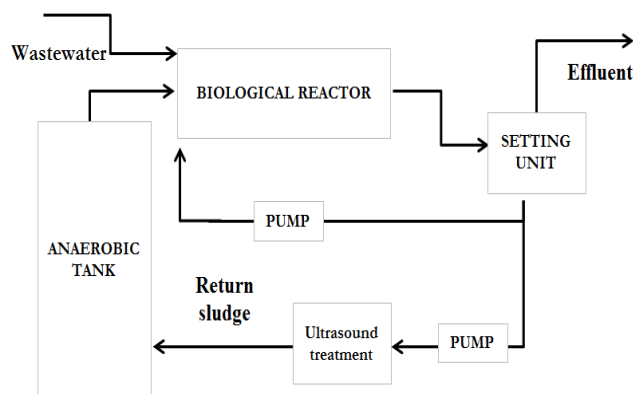 Wastewater
BIOLOGICAL REACTOR
Effluent
SETTING
UNIT
PUMP
ANAEROBIC
TANK
Return
sludge
Ultrasound
treatment
PUMP